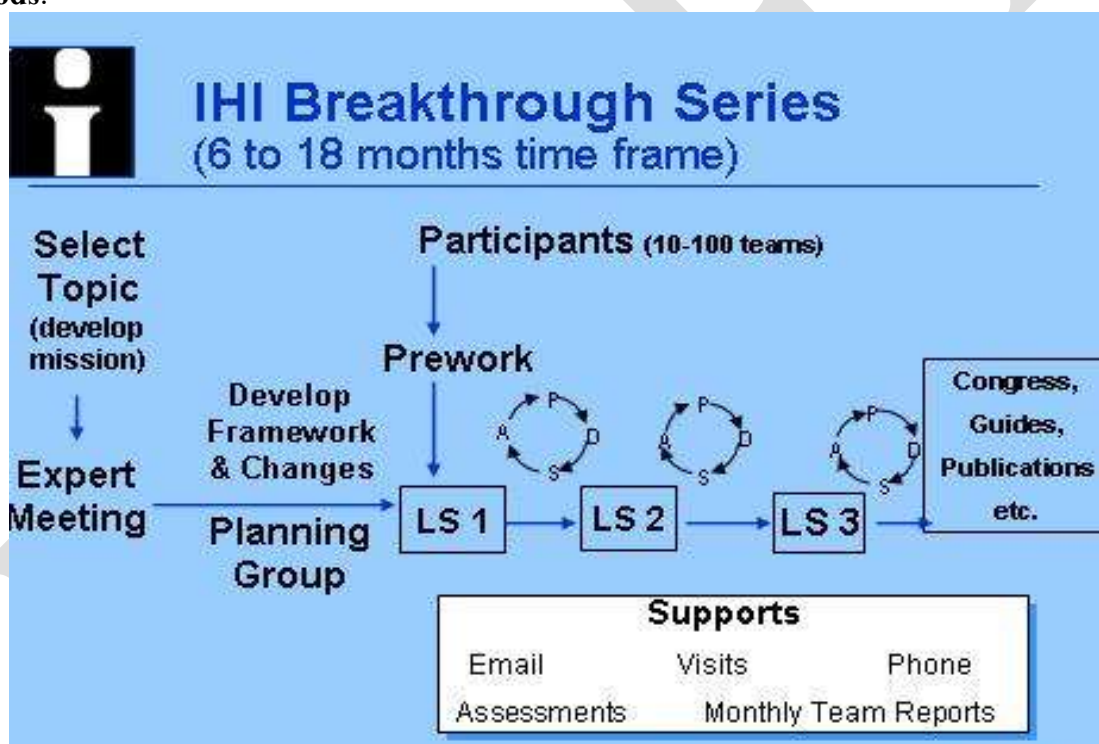 IHI Breakthrough Series
(6 to 18 months time frame)
Select
Topic
(develop
mission)
Expert
Meeting
Develop
Framework
& Changes
Planning
Group
Participants (10-100 teams)
Prework
LS 1
P
D
S
A
LS 2
P
D
S
A
LS 3
P
D
S
A
Congress,
Guides,
Publications
etc.
Supports
Email Visits Phone
Assessments Monthly Team Reports